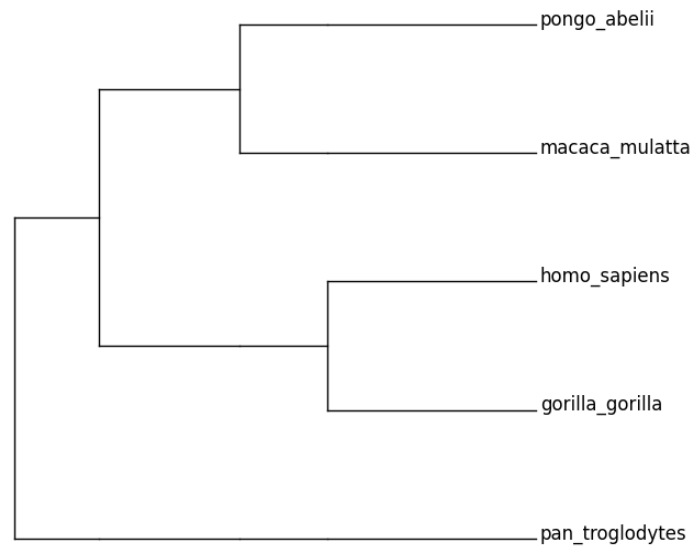 pongo_abelii
macaca_mulatta
homo_sapiens
gorilla_gorilla
pan_troglodytes